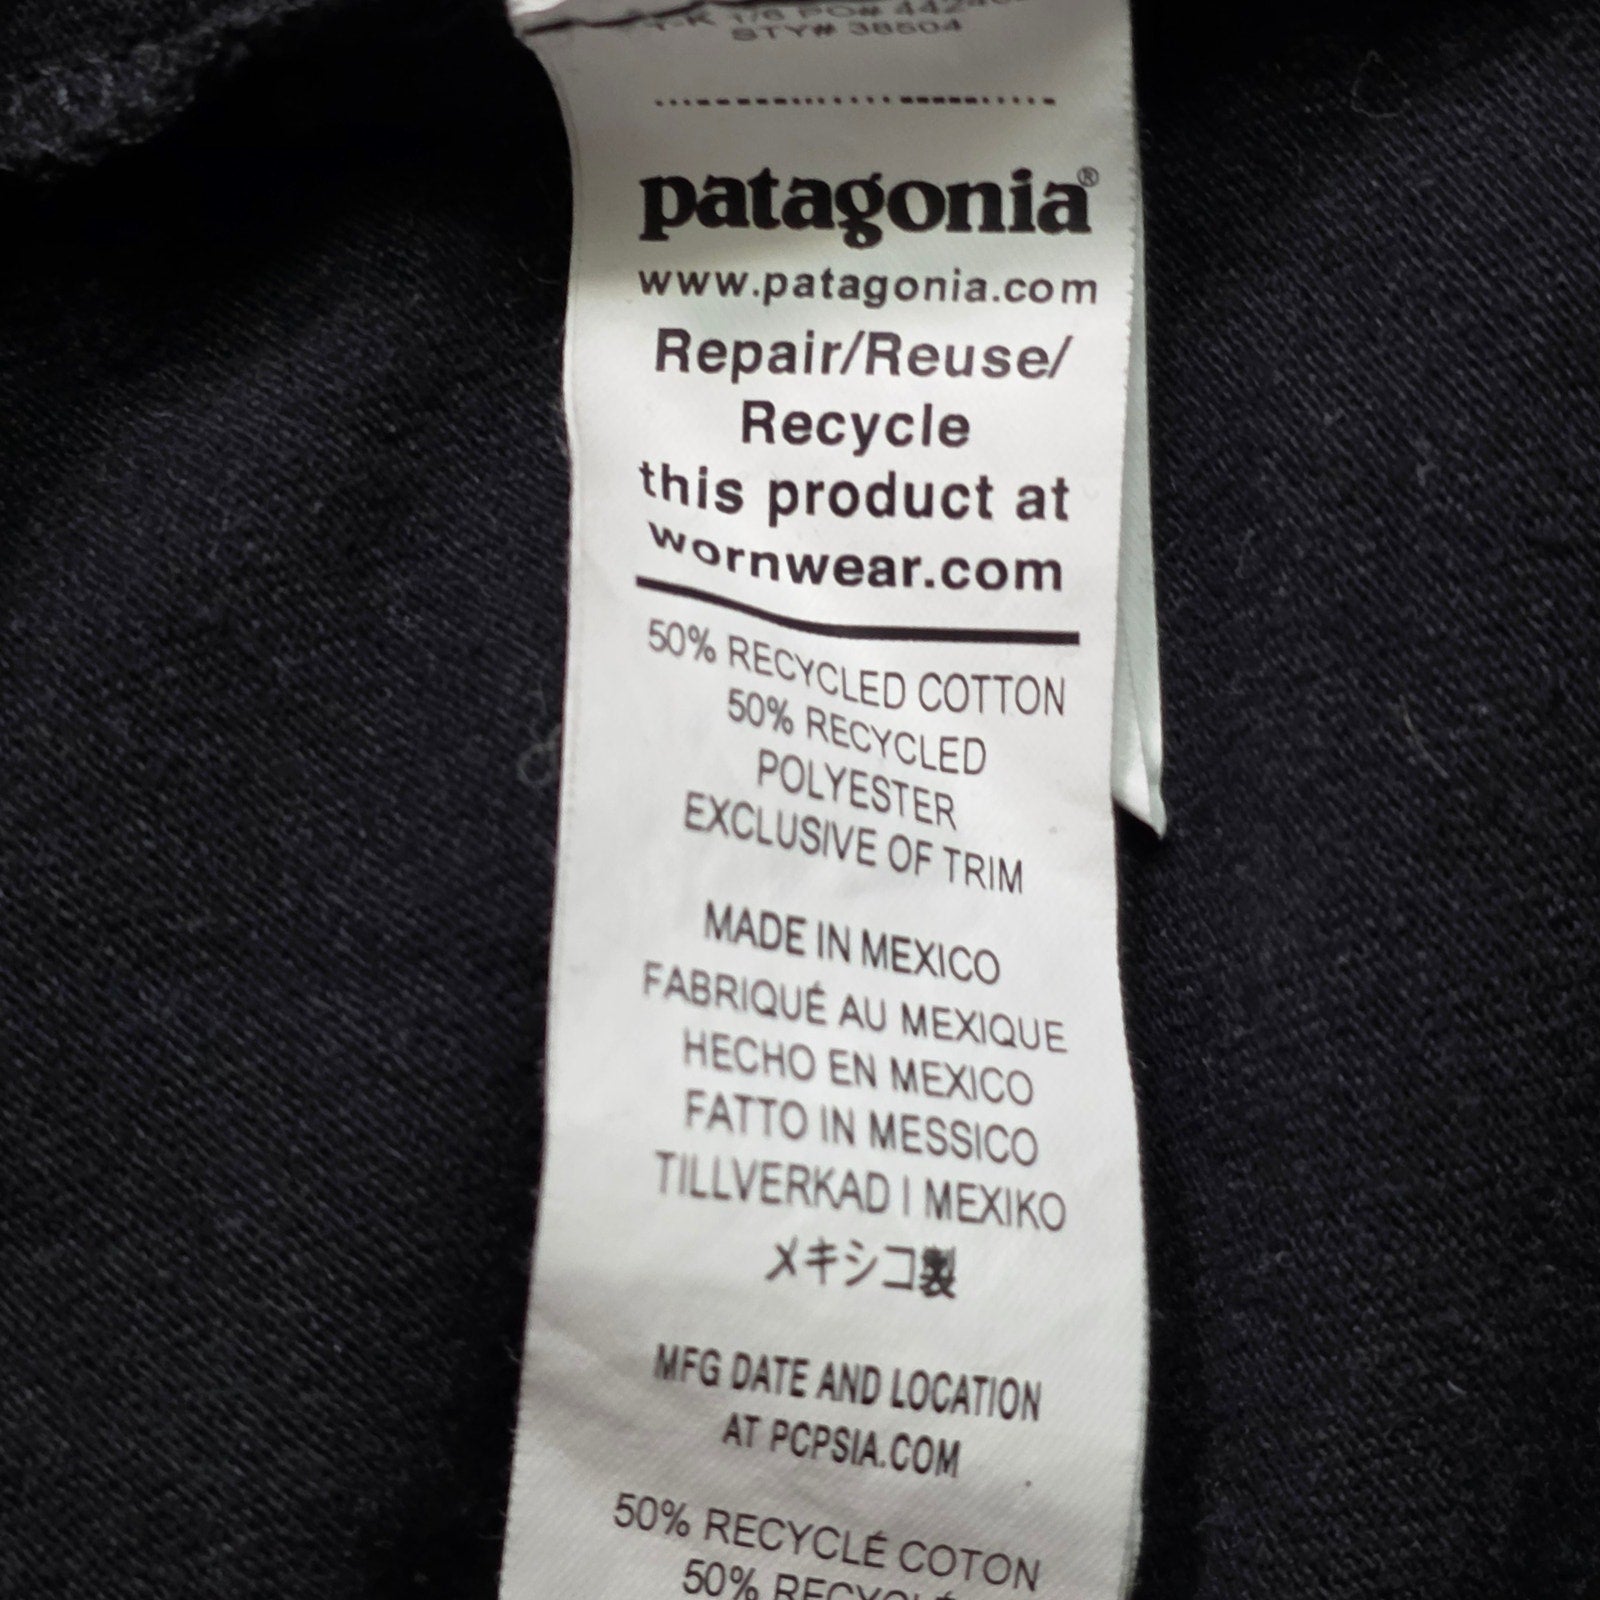 STY# 38504
patagonia®
www.patagonia.com
Repair/Reuse/
Recycle
this product at
wornwear.com
50% RECYCLED COTTON
50% RECYCLED
POLYESTER
EXCLUSIVE OF TRIM
MADE IN MEXICO
FABRIQUÉ AU MEXIQUE
HECHO EN MEXICO
FATTO IN MESSICO
TILLVERKAD I MEXIKO
メキシコ製
MFG DATE AND LOCATION
AT PCPSIA.COM
50% RECYCLÉ COTON
50%